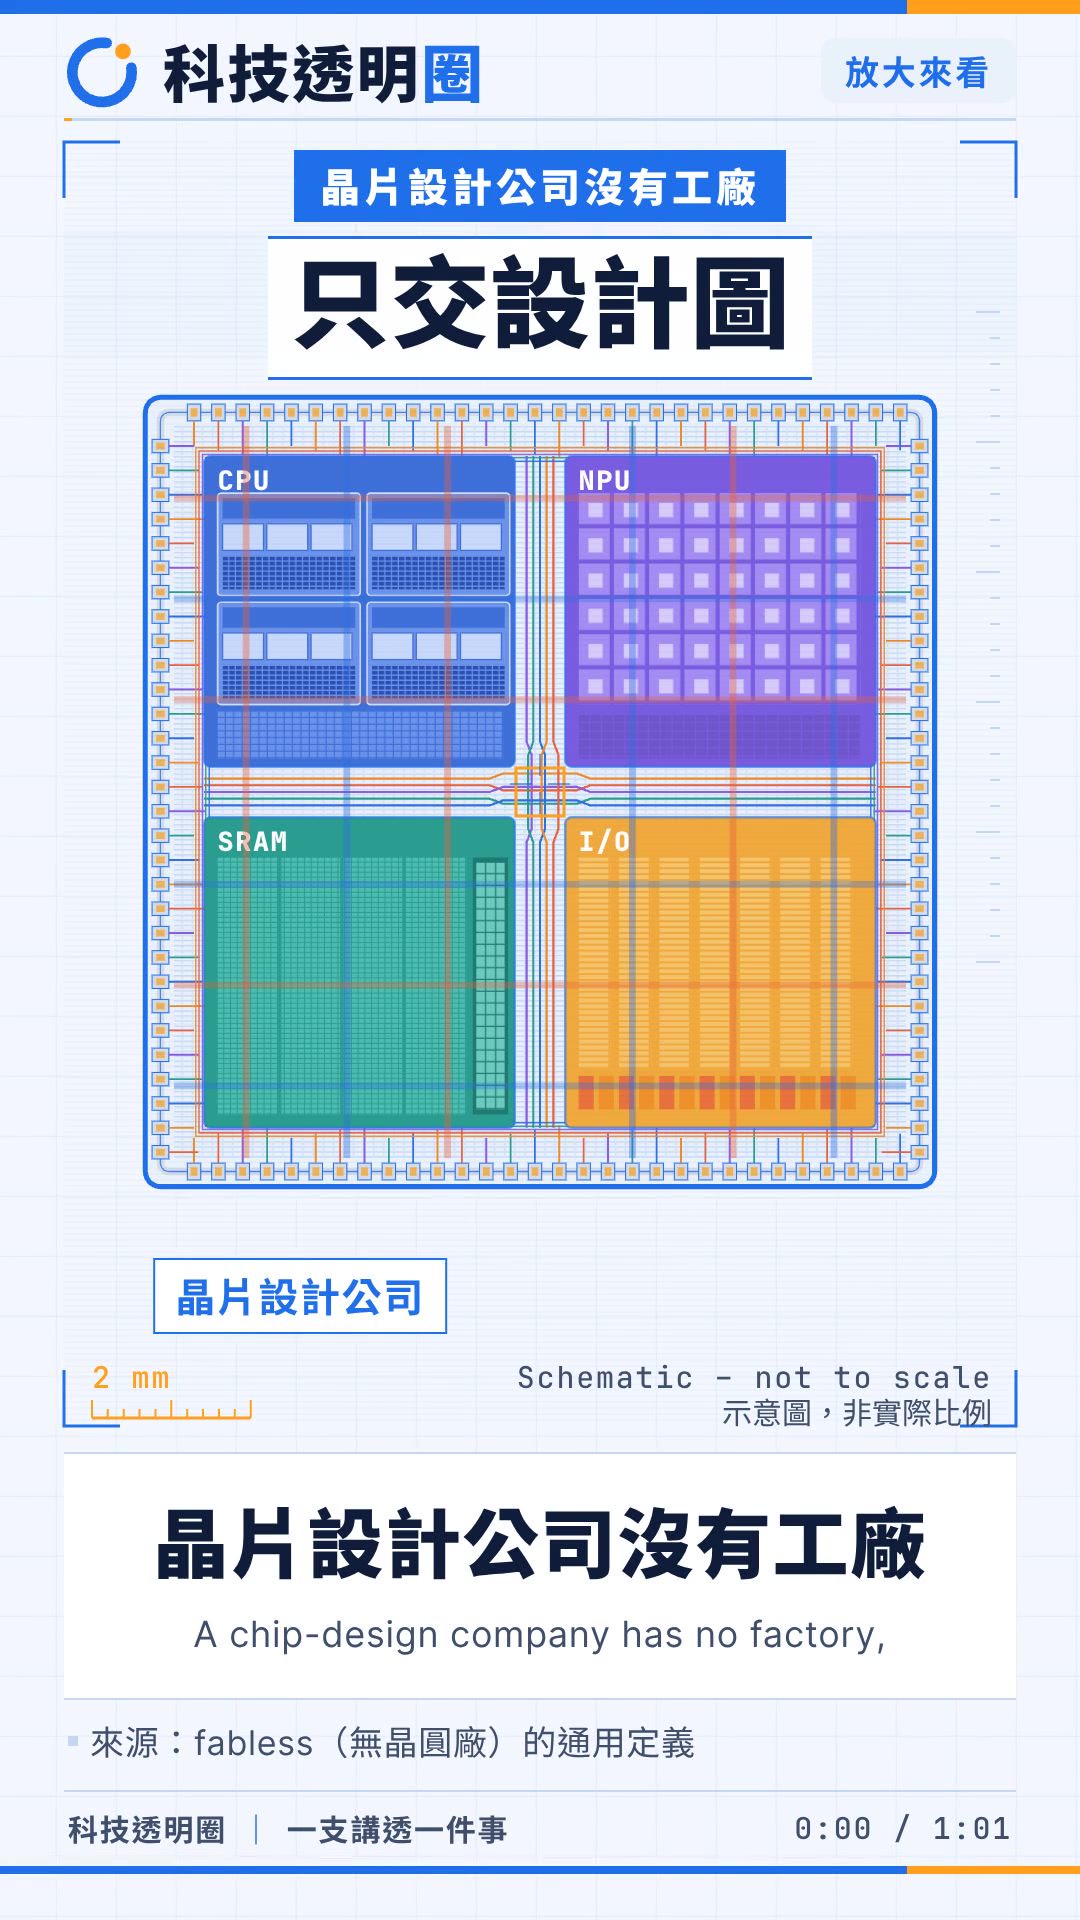 科技透明圈
放大來看
晶片設計公司沒有工廠
只交設計圖
CPU
NPU
SRAM
I/O
晶片設計公司
2 mm
Schematic – not to scale
示意圖，非實際比例
晶片設計公司沒有工廠
A chip-design company has no factory,
來源：fabless（無晶圓廠）的通用定義
科技透明圈 | 一支講透一件事
0:00 / 1:01